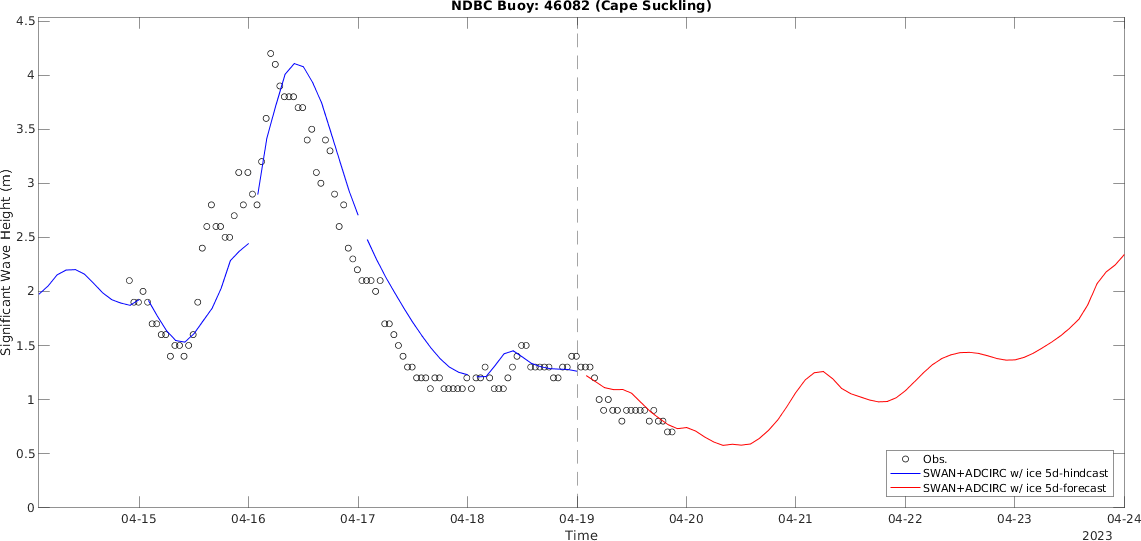 NDBC Buoy: 46082 (Cape Suckling)
Significant Wave Height (m)
4.5
4
3.5
3
2.5
2
1.5
1
0.5
0
Obs.
SWAN+ADCIRC w/ ice 5d-hindcast
SWAN+ADCIRC w/ ice 5d-forecast
04-15 04-16 04-17 04-18 04-19 04-20 04-21 04-22 04-23 04-24
Time
2023